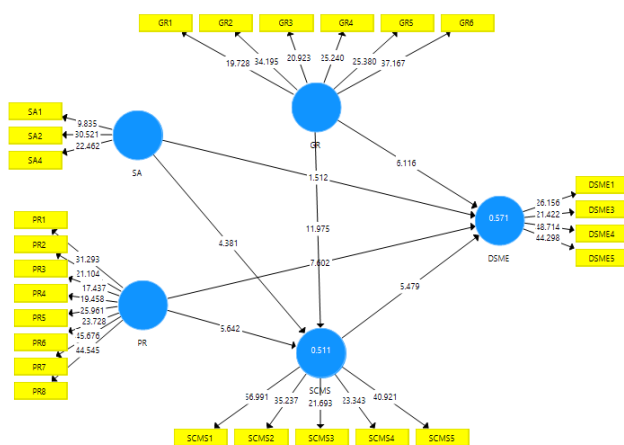 GR1
GR2
GR3
GR4
GR5
GR6
19.728
34.195
20.923
25.240
25.380
37.167
GR
SA1
SA2
SA4
9.835
30.521
22.462
SA
6.116
1.512
11.975
4.381
7.602
5.479
5.642
0.571
DSME
26.156
21.422
48.714
44.298
DSME1
DSME3
DSME4
DSME5
PR1
PR2
PR3
PR4
PR5
PR6
PR7
PR8
31.293
21.104
17.437
19.458
25.961
23.728
45.676
44.545
PR
0.511
SCMS
36.991
35.237
21.693
23.343
40.921
SCMS1
SCMS2
SCMS3
SCMS4
SCMS5